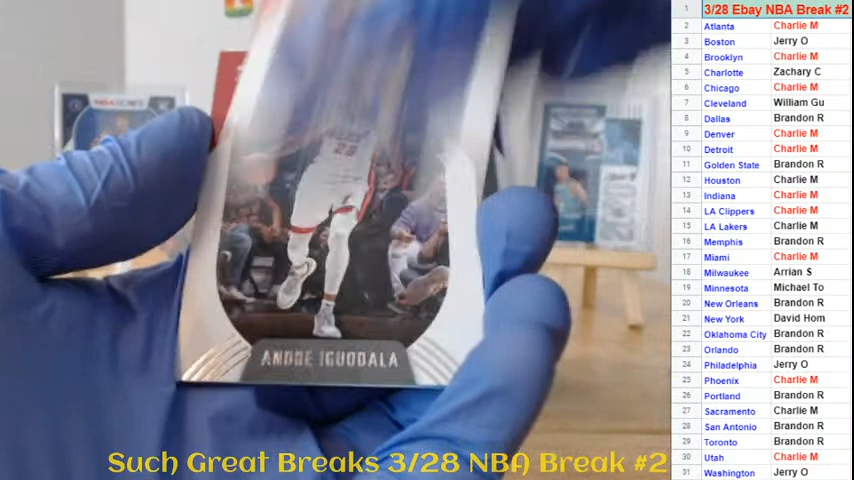 28
ANDRE IGUODALA
Such Great Breaks 3/28 NBA Break #2
1 3/28 Ebay NBA Break #2
2 Atlanta Charlie M
3 Boston Jerry O
4 Brooklyn Charlie M
5 Charlotte Zachary C
6 Chicago Charlie M
7 Cleveland William Gu
8 Dallas Brandon R
9 Denver Charlie M
10 Detroit Charlie M
11 Golden State Brandon R
12 Houston Charlie M
13 Indiana Charlie M
14 LA Clippers Charlie M
15 LA Lakers Charlie M
16 Memphis Brandon R
17 Miami Charlie M
18 Milwaukee Arrian S
19 Minnesota Michael To
20 New Orleans Brandon R
21 New York David Hom
22 Oklahoma City Brandon R
23 Orlando Brandon R
24 Philadelphia Jerry O
25 Phoenix Charlie M
26 Portland Brandon R
27 Sacramento Charlie M
28 San Antonio Brandon R
29 Toronto Brandon R
30 Utah Charlie M
31 Washington Jerry O